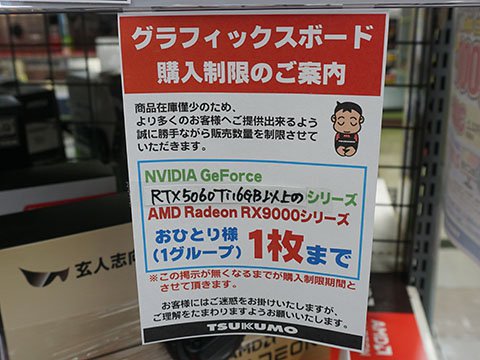 グラフィックスボード
購入制限のご案内
商品在庫僅少のため、
より多くのお客様へご提供出来るよう
誠に勝手ながら販売数量を制限させて
いただきます。
NVIDIA GeForce
RTX5060Ti16GB以上のシリーズ
AMD Radeon RX9000シリーズ
おひとり様
(1グループ)
1枚まで
※この掲示が無くなるまでが購入制限期間と
させて頂きます。
お客様にはご迷惑をお掛けいたしますが、
ご理解をたまわりますようお願いいたします。
TSUKUMO
玄人志向
AMD